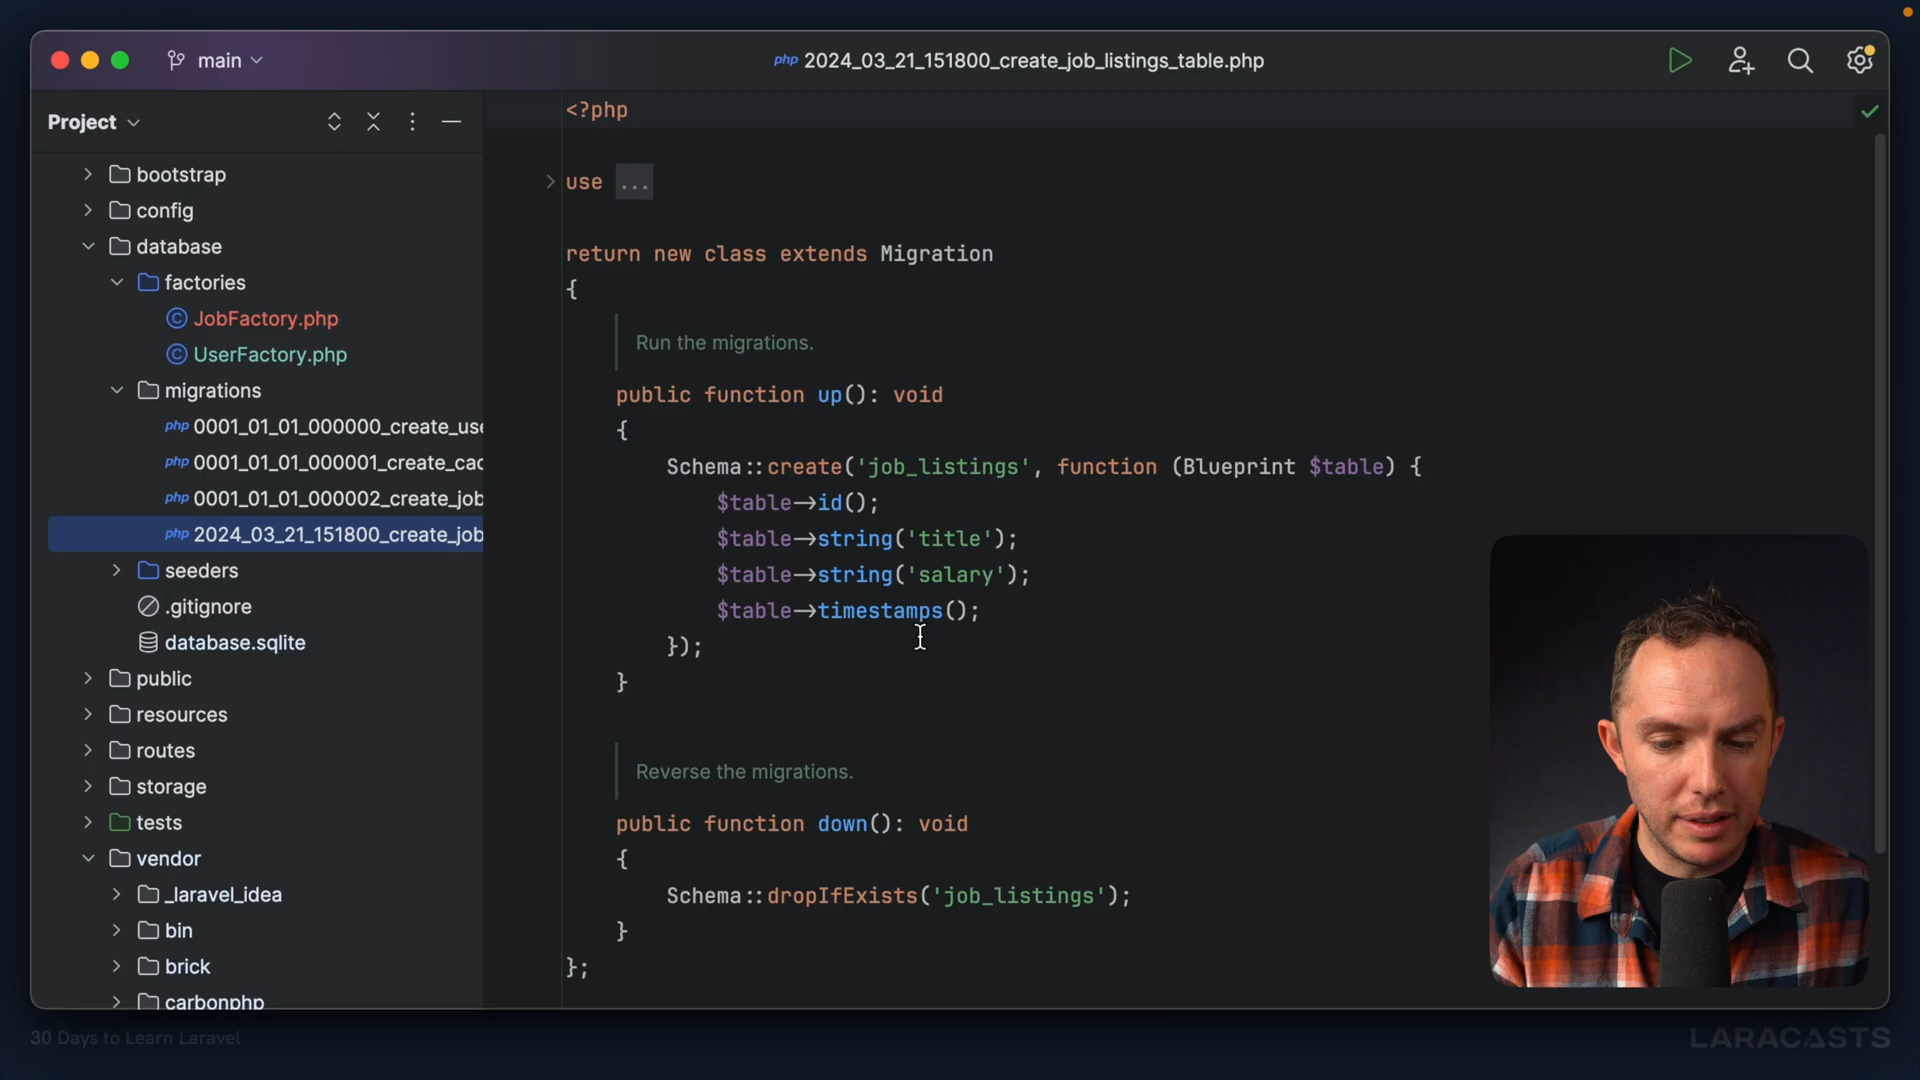 main
php 2024_03_21_151800_create_job_listings_table.php
Project
bootstrap
config
database
factories
JobFactory.php
UserFactory.php
migrations
php 0001_01_01_000000_create_use
php 0001_01_01_000001_create_cac
php 0001_01_01_000002_create_job
php 2024_03_21_151800_create_job
seeders
.gitignore
database.sqlite
public
resources
routes
storage
tests
vendor
_laravel_idea
bin
brick
carbonphp
<?php
use ...
return new class extends Migration
{
Run the migrations.
public function up(): void
{
Schema::create('job_listings', function (Blueprint $table) {
$table->id();
$table->string('title');
$table->string('salary');
$table->timestamps();
});
}
Reverse the migrations.
public function down(): void
{
Schema::dropIfExists('job_listings');
}
};
30 Days to Learn Laravel
LARACASTS